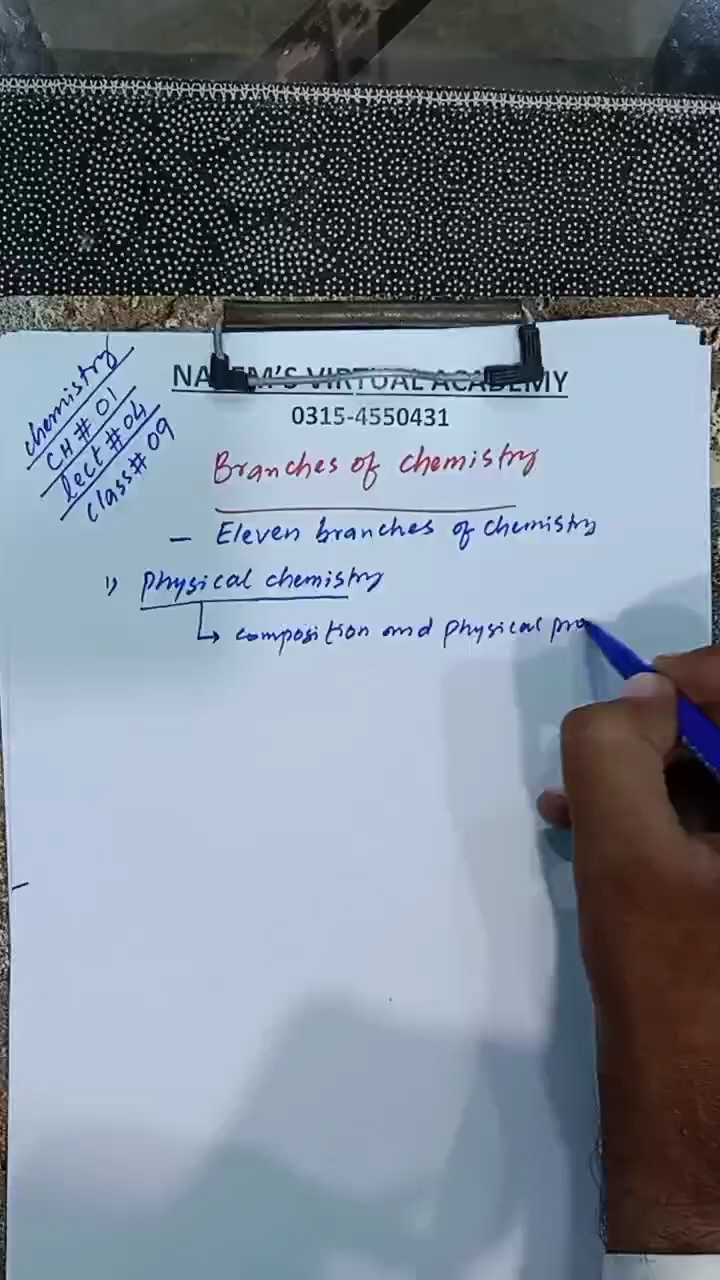 chemistry
CH # 01
lect # 04
class # 09
VIRTUAL ACADEMY
0315-4550431
Branches of chemistry
- Eleven branches of chemistry
1) physical chemistry
↳ composition and physical pro